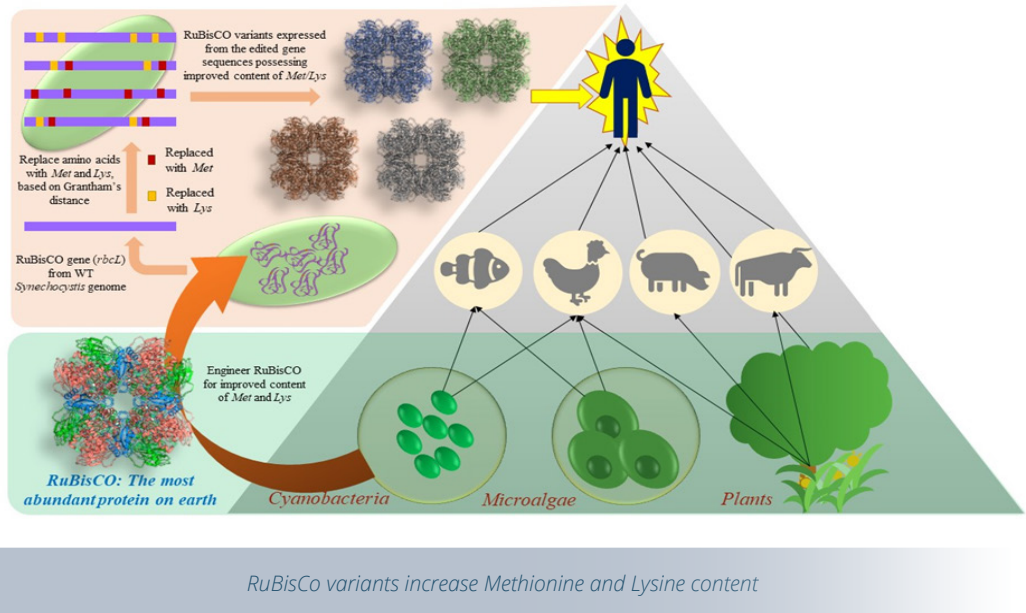 RuBisCO variants expressed
from the edited gene
sequences possessing
improved content of Met/Lys
Replace amino acids
with Met and Lys,
based on Grantham's
distance
Replaced
with Met
Replaced
with Lys
RuBisCO gene (rbcL)
from WT
Synechocystis genome
Engineer RuBisCO
for improved content
of Met and Lys
RuBisCO: The most
abundant protein on earth
Cyanobacteria
Microalgae
Plants
RuBisCo variants increase Methionine and Lysine content